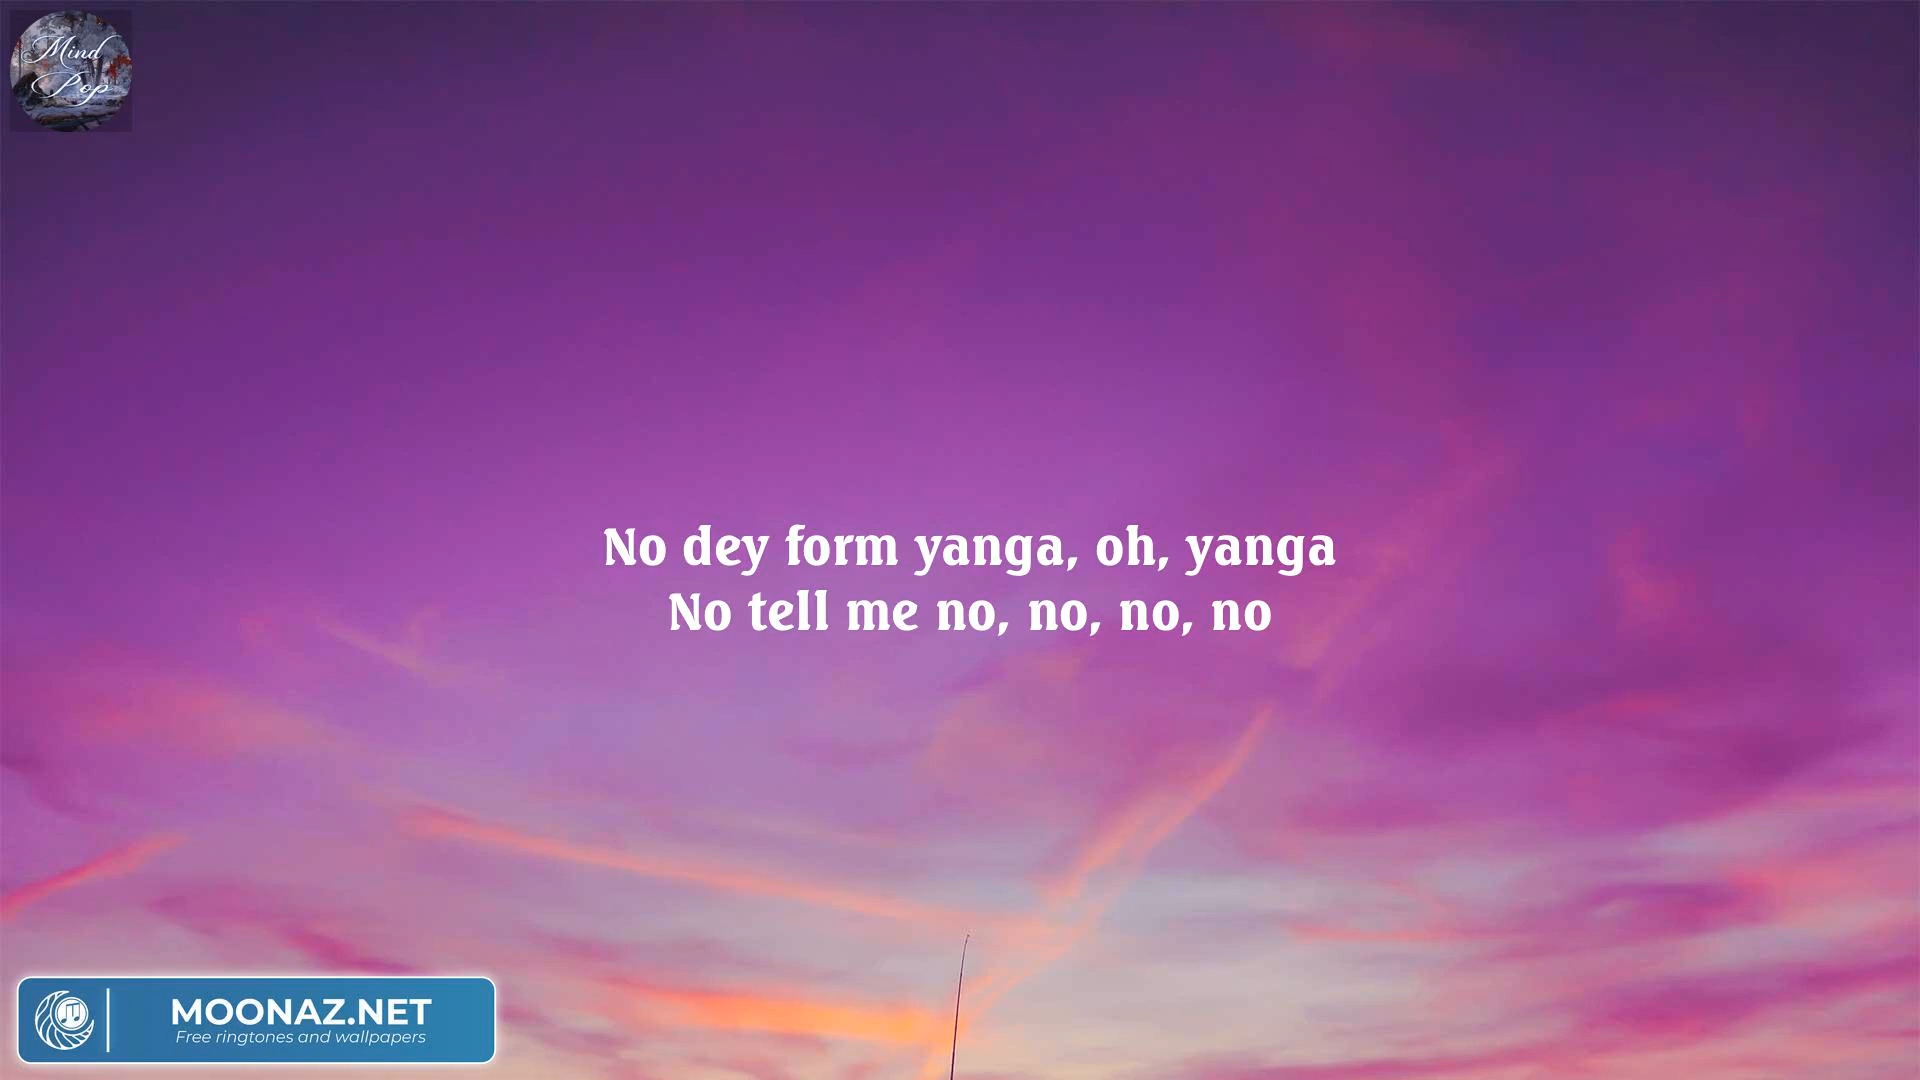 Mind
Pop
No dey form yanga, oh, yanga
No tell me no, no, no, no
MOONAZ.NET
Free ringtones and wallpapers